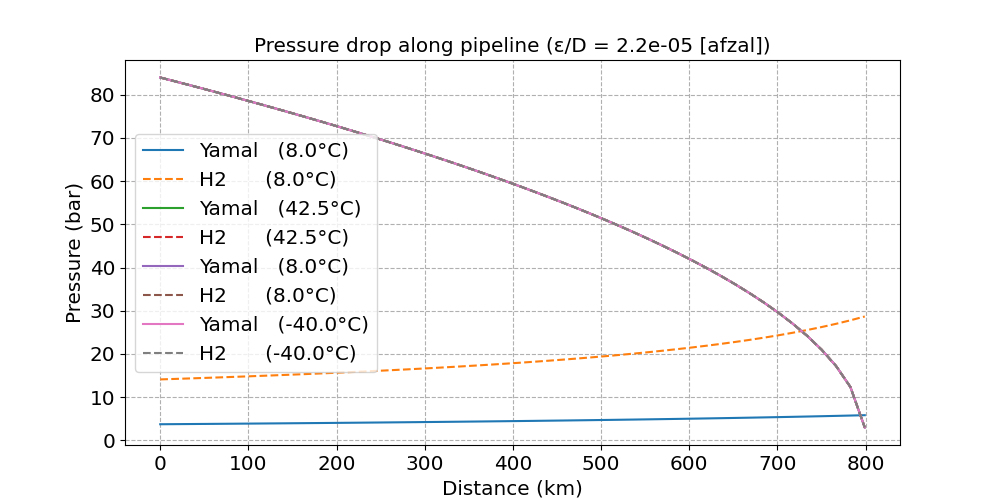 Pressure drop along pipeline (ε/D = 2.2e-05 [afzal])
Pressure (bar)
80
70
60
50
40
30
20
10
0
Yamal (8.0°C)
H2 (8.0°C)
Yamal (42.5°C)
H2 (42.5°C)
Yamal (8.0°C)
H2 (8.0°C)
Yamal (-40.0°C)
H2 (-40.0°C)
0 100 200 300 400 500 600 700 800
Distance (km)